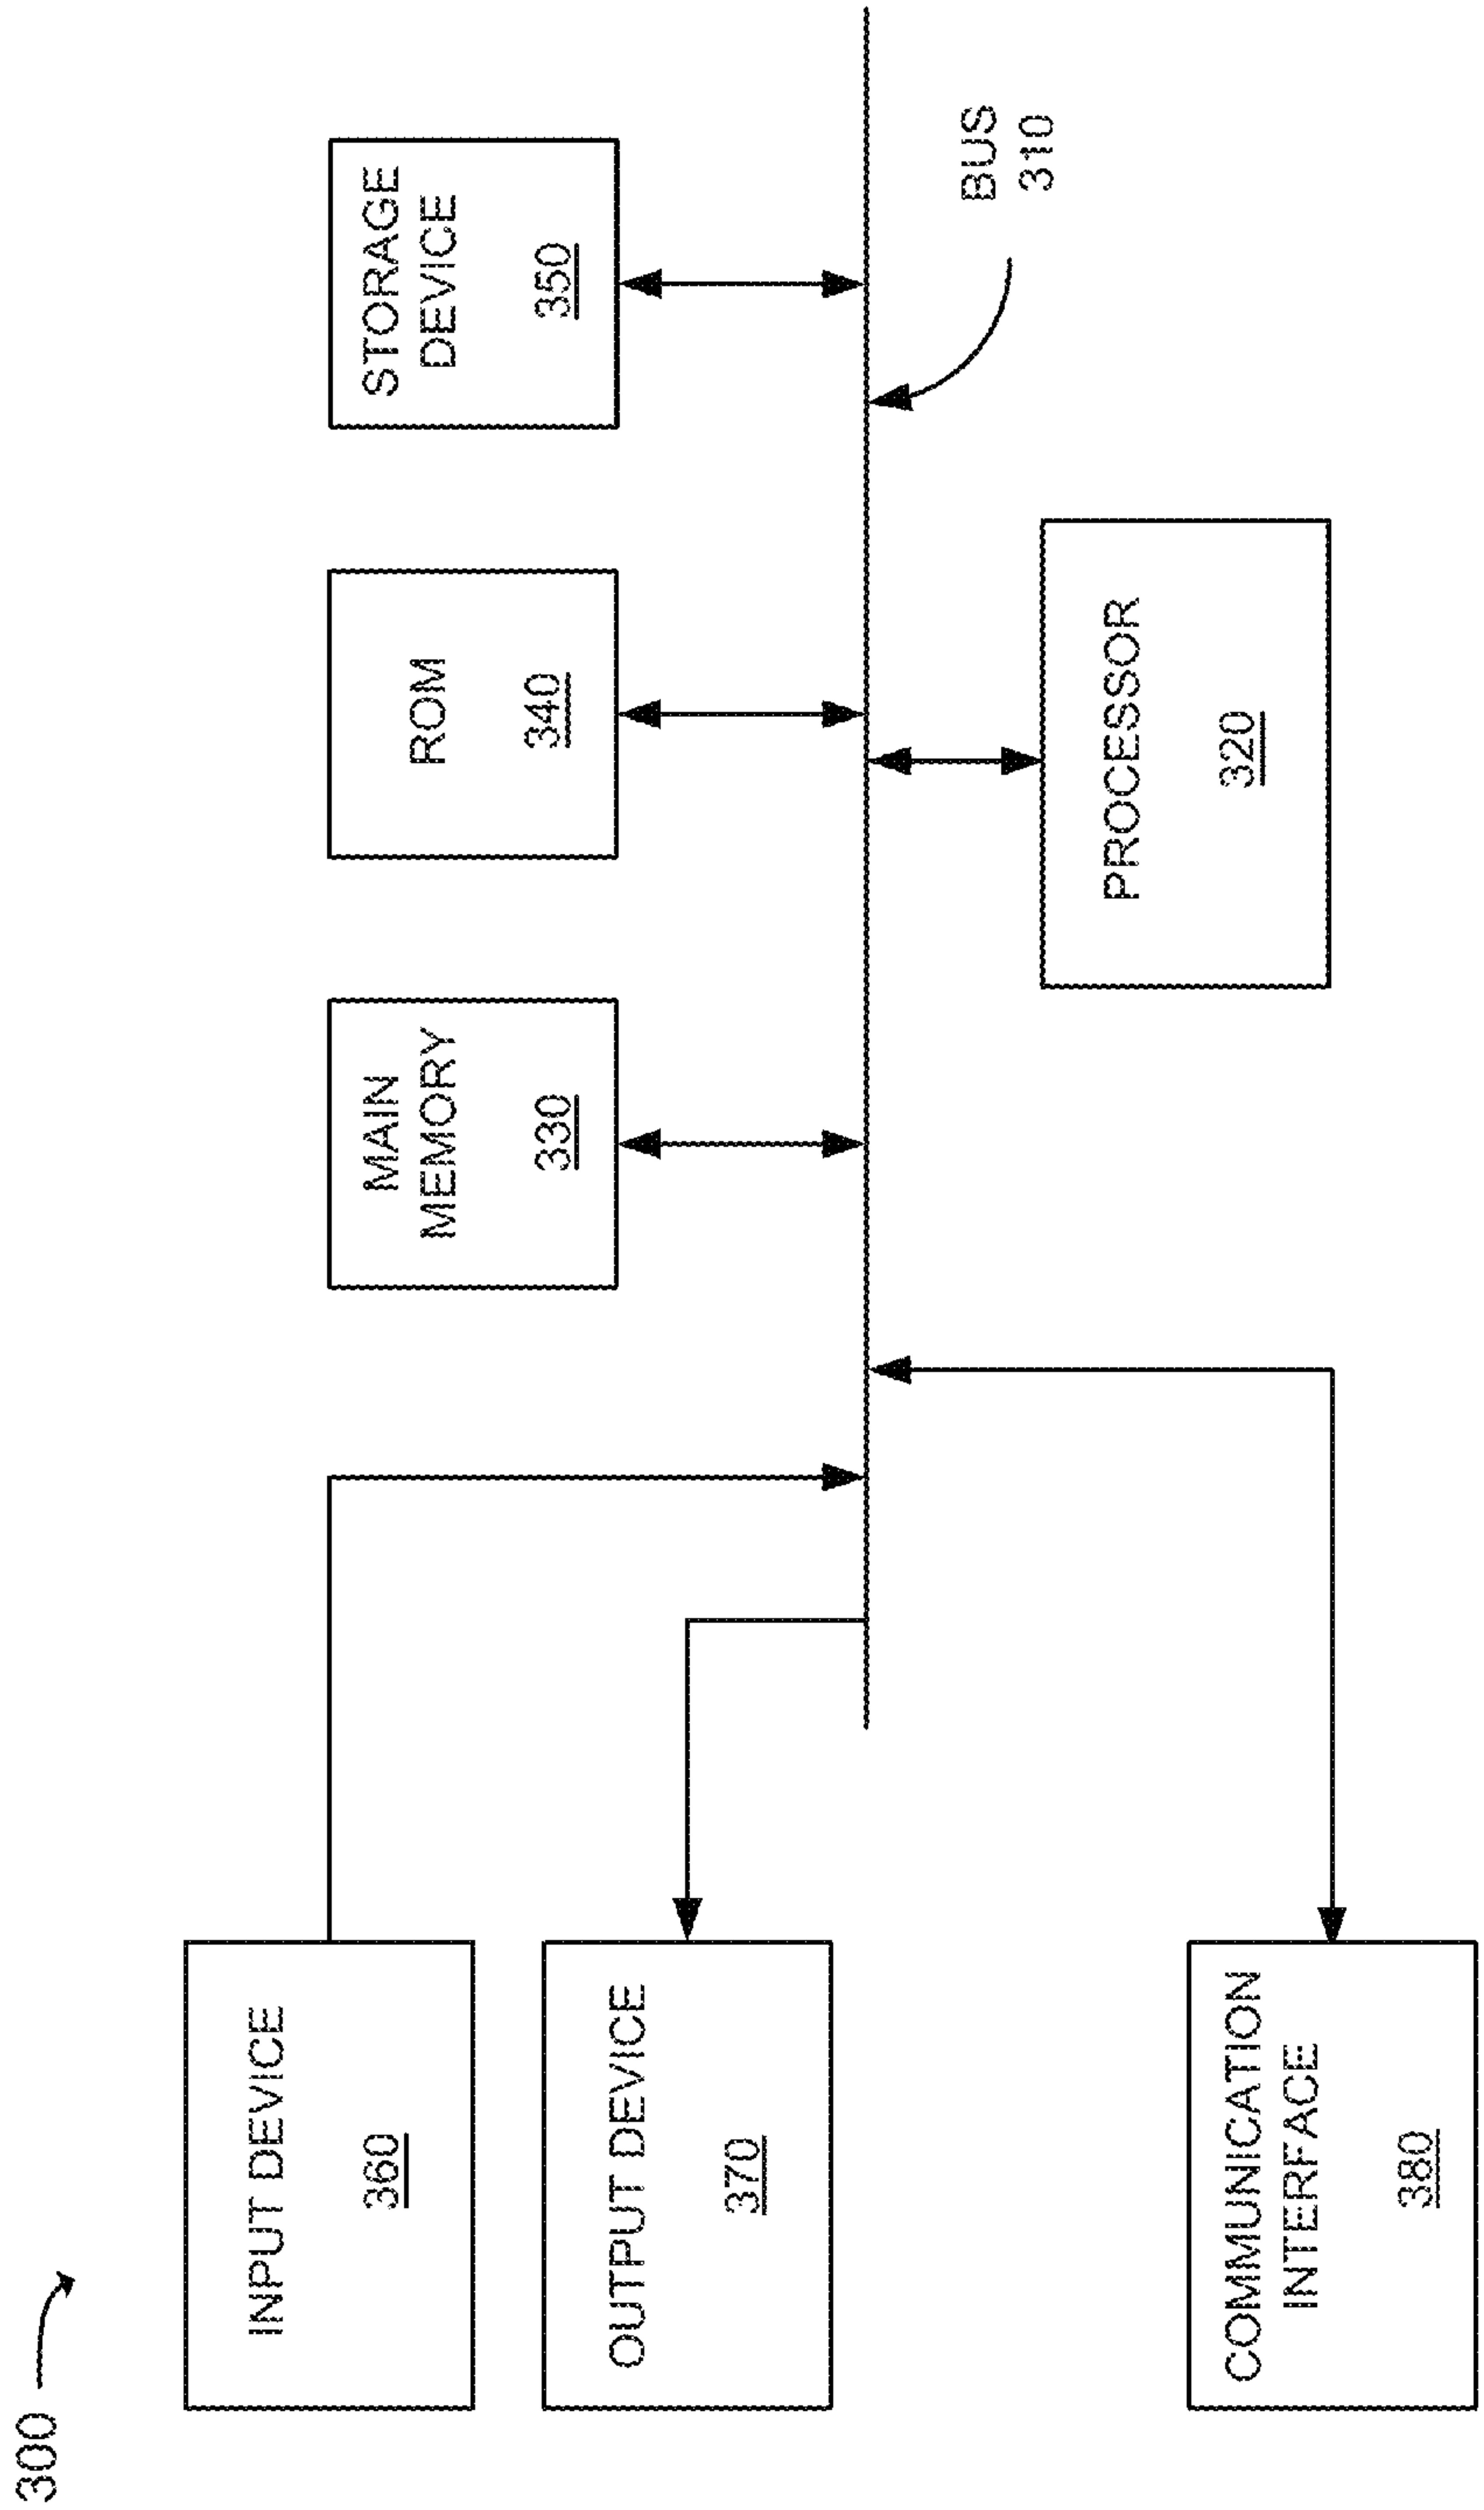 300
INPUT DEVICE
360
OUTPUT DEVICE
370
COMMUNICATION
INTERFACE
380
MAIN
MEMORY
330
ROM
340
STORAGE
DEVICE
350
PROCESSOR
320
BUS
310